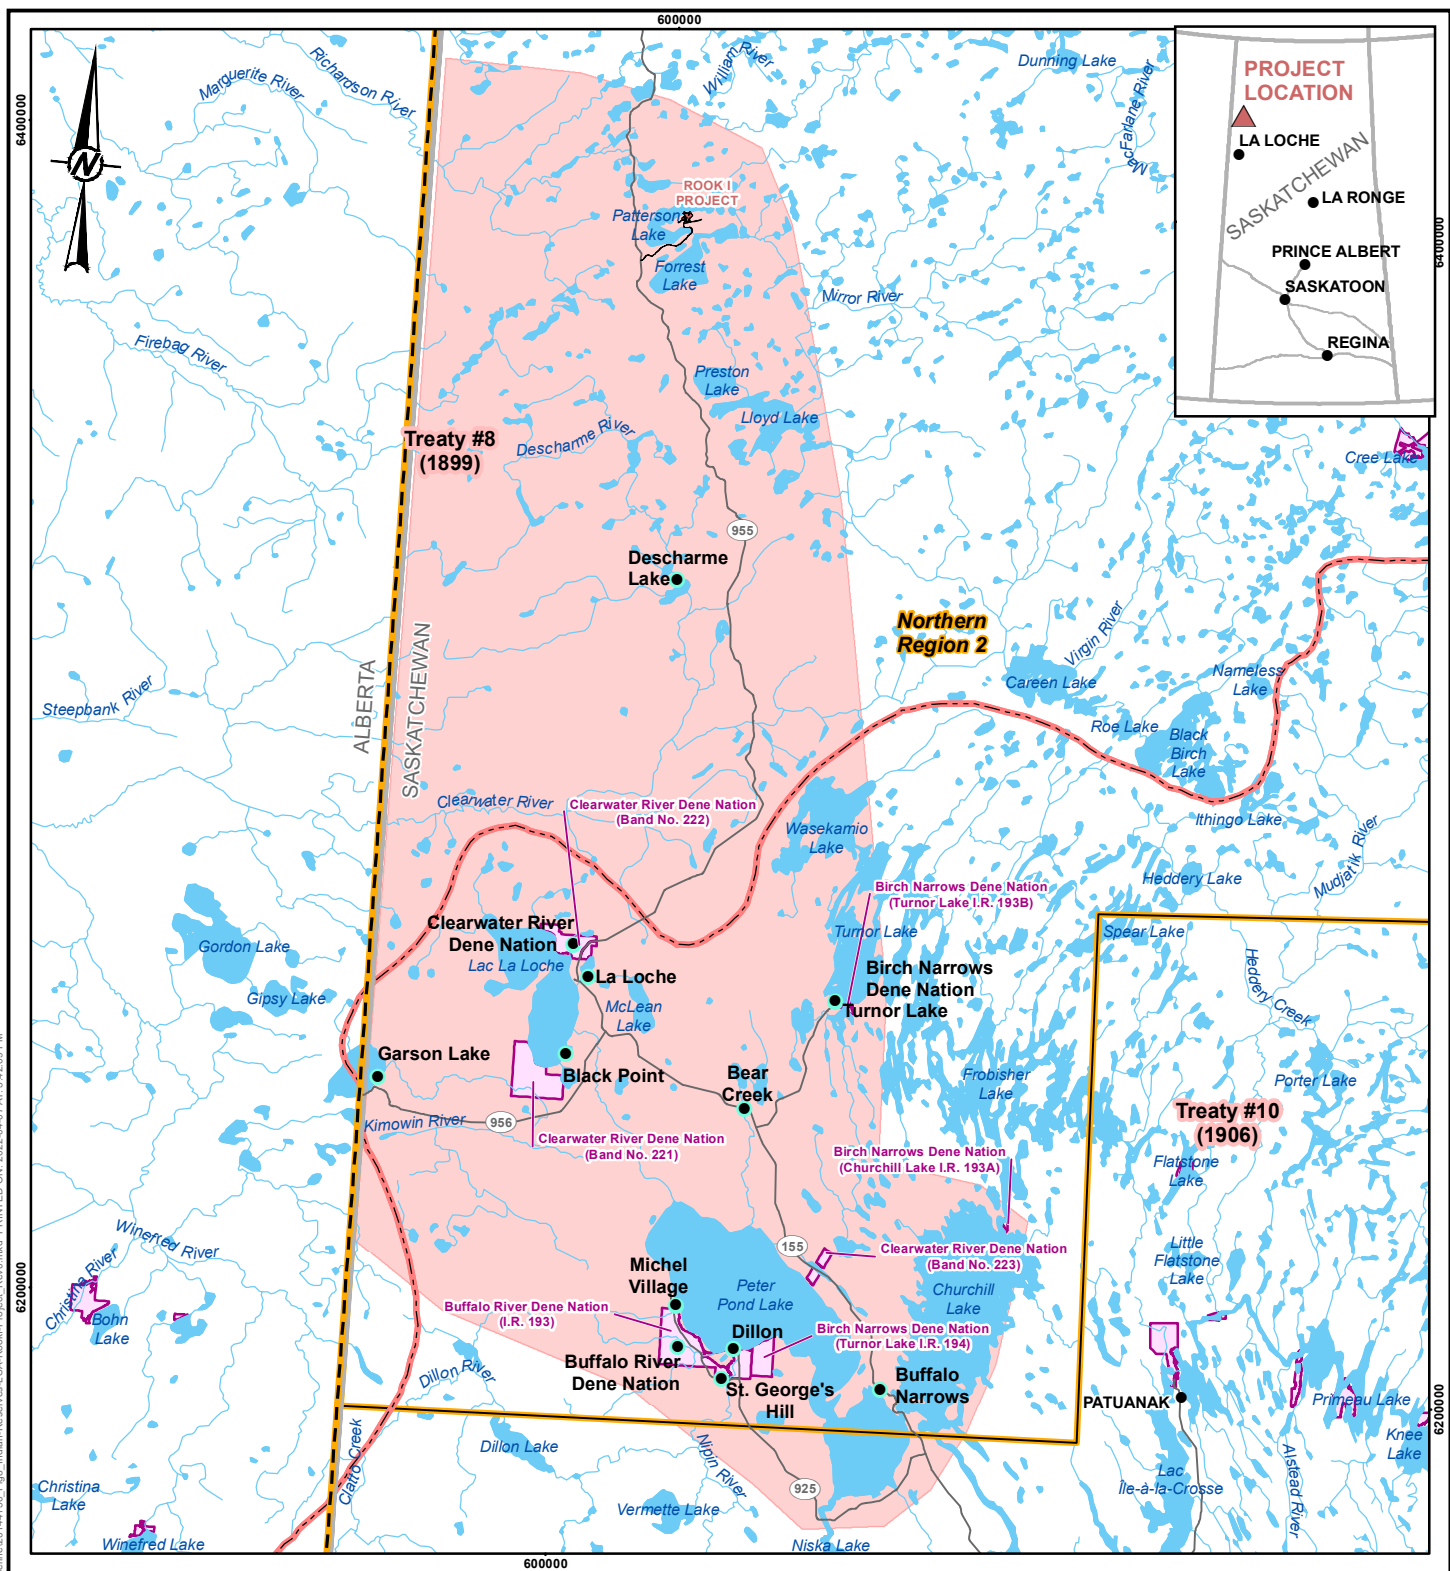 600000
6400000
6400000
6200000
6200000
600000
N
PROJECT
LOCATION
LA LOCHE
SASKATCHEWAN
LA RONGE
PRINCE ALBERT
SASKATOON
REGINA
Marguerite River
Richardson River
William River
Dunning Lake
MacFarlane River
ROOK I
PROJECT
Patterson
Lake
Forrest
Lake
Mirror River
Firebag River
Preston
Lake
Lloyd Lake
Treaty #8
(1899)
Descharme River
Cree Lake
955
Descharme
Lake
Northern
Region 2
Virgin River
Careen Lake
Nameless
Lake
Roe Lake
Black
Birch
Lake
Steepbank River
ALBERTA
SASKATCHEWAN
Clearwater River
Clearwater River Dene Nation
(Band No. 222)
Wasekamio
Lake
Ithingo Lake
Mudjatik River
Heddery Lake
Birch Narrows Dene Nation
(Turnor Lake I.R. 193B)
Gordon Lake
Clearwater River
Dene Nation
Lac La Loche
La Loche
Turnor Lake
Spear Lake
Heddery Creek
Gipsy Lake
McLean
Lake
Birch Narrows
Dene Nation
Turnor Lake
Garson Lake
Black Point
Bear
Creek
Frobisher
Lake
Porter Lake
Kimowin River
956
Treaty #10
(1906)
Clearwater River Dene Nation
(Band No. 221)
Birch Narrows Dene Nation
(Churchill Lake I.R. 193A)
Flatstone
Lake
Winefred River
Christina River
Bohn
Lake
155
Clearwater River Dene Nation
(Band No. 223)
Little
Flatstone
Lake
Michel
Village
Peter
Pond Lake
Churchill
Lake
Buffalo River Dene Nation
(I.R. 193)
Dillon
Birch Narrows Dene Nation
(Turnor Lake I.R. 194)
Buffalo River
Dene Nation
St. George's
Hill
Buffalo
Narrows
Dillon River
PATUANAK
Primeau Lake
Knee
Lake
Dillon Lake
Clatto Creek
Nipin River
925
Christina
Lake
Vermette Lake
Lac
Île-à-la-Crosse
Alstead River
Winefred Lake
Niska Lake